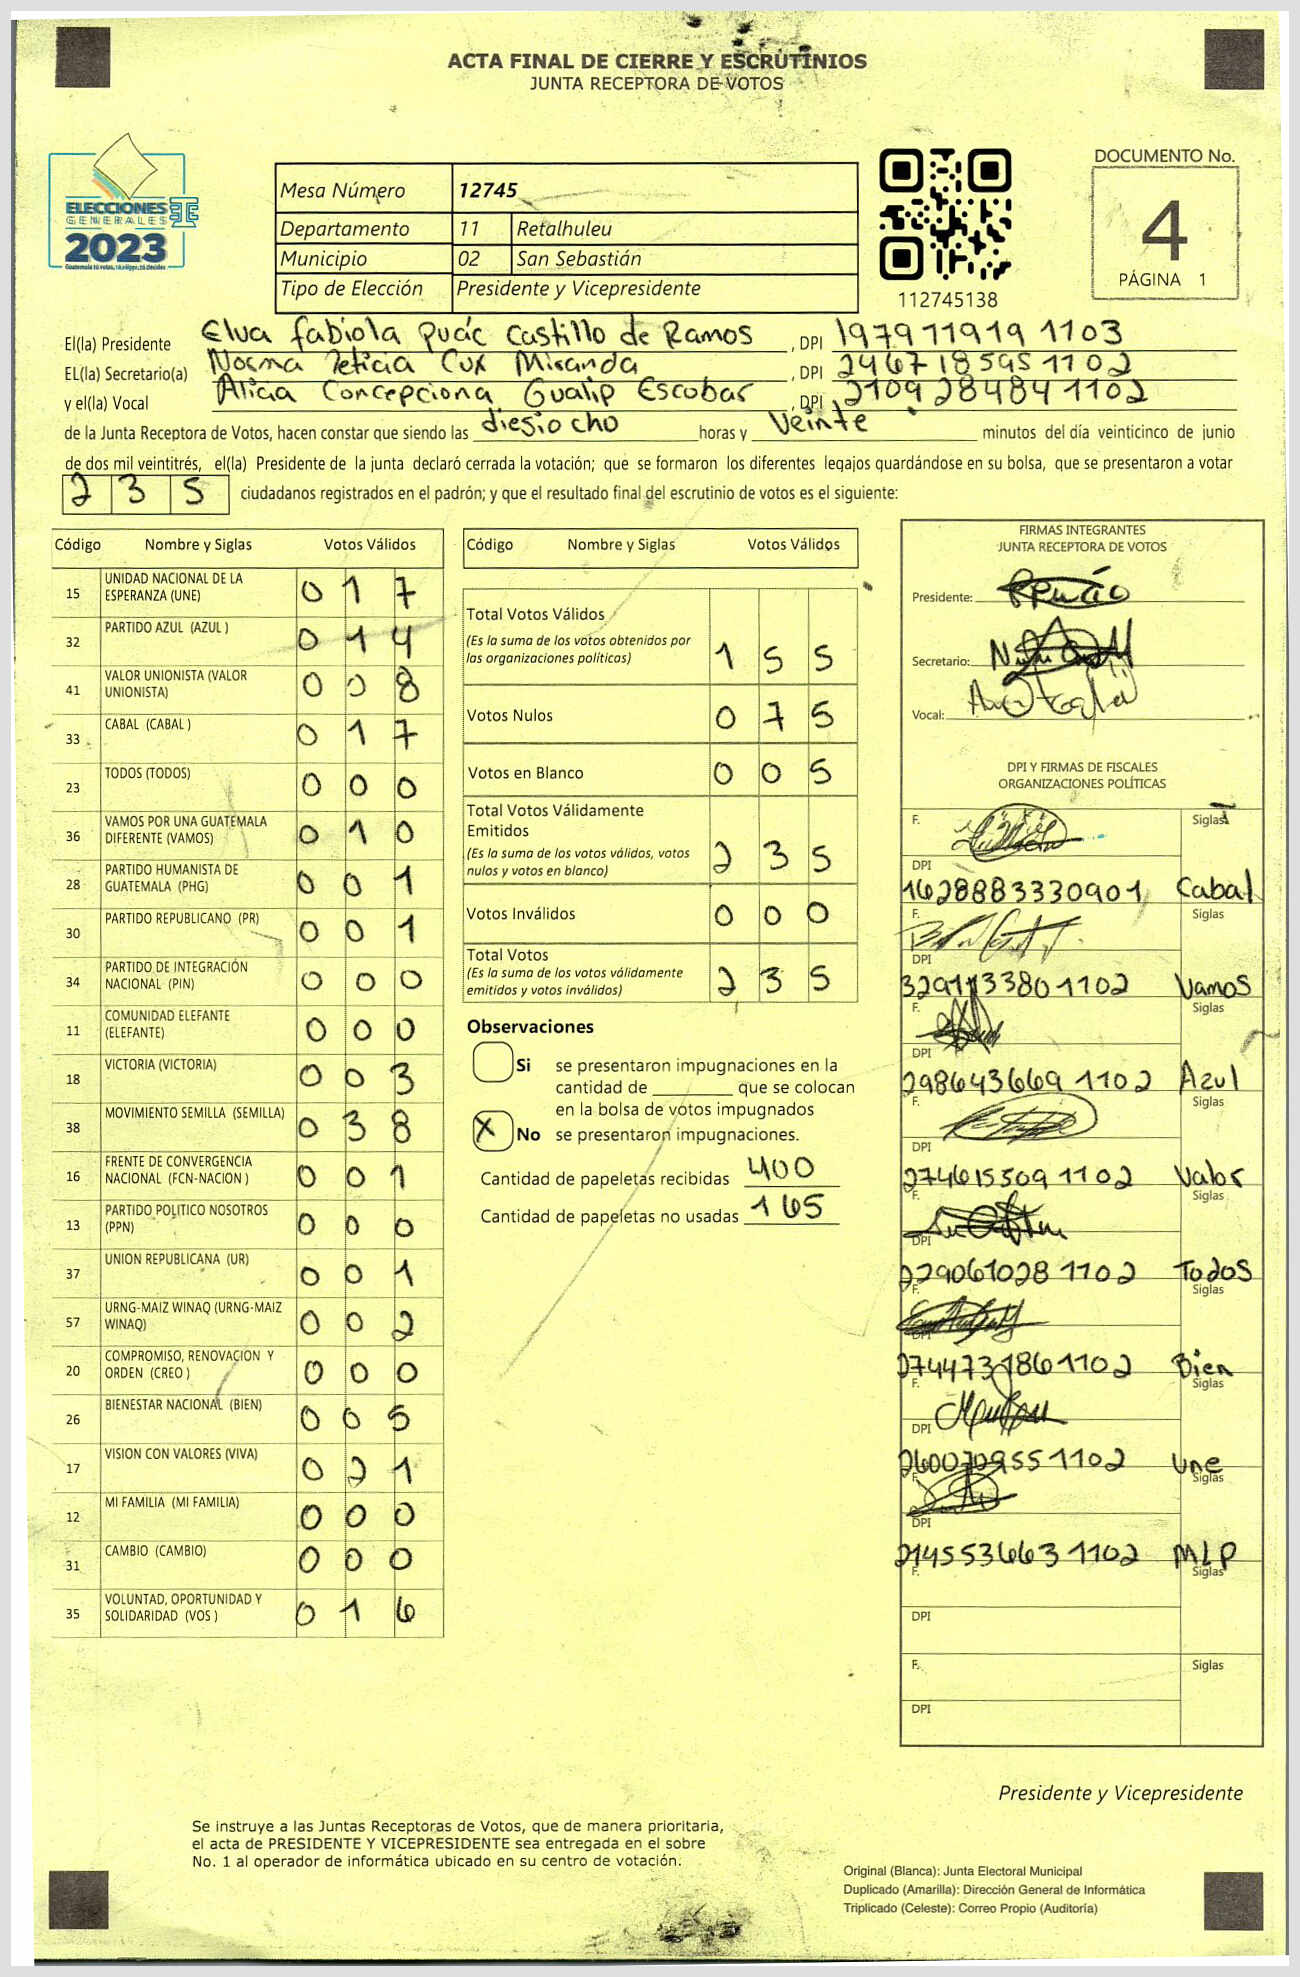 ACTA FINAL DE CIERRE Y ESCRUTINIOS
JUNTA RECEPTORA DE VOTOS
ELECCIONES
GENERALES
2023
Mesa Número 12745
Departamento 11 Retalhuleu
Municipio 02 San Sebastián
Tipo de Elección Presidente y Vicepresidente
112745138
DOCUMENTO No.
4
PÁGINA 1
El(la) Presidente Elva fabiola Puác Castillo de Ramos, DPI 197971919 1103
EL(la) Secretario(a) Norma Leticia Cux Miranda, DPI 246718595 1102
y el(la) Vocal Alicia Concepciona Gualip Escobar, DPI 210928484 1102
de la Junta Receptora de Votos, hacen constar que siendo las diesiocho horas y Veinte minutos del día veinticinco de junio
de dos mil veintitrés, el(la) Presidente de la junta declaró cerrada la votación; que se formaron los diferentes legajos guardándose en su bolsa, que se presentaron a votar
2 3 5 ciudadanos registrados en el padrón; y que el resultado final del escrutinio de votos es el siguiente:
Código Nombre y Siglas Votos Válidos
15 UNIDAD NACIONAL DE LA ESPERANZA (UNE) 0 1 7
32 PARTIDO AZUL (AZUL ) 0 1 4
41 VALOR UNIONISTA (VALOR UNIONISTA) 0 0 8
33 CABAL (CABAL ) 0 1 7
23 TODOS (TODOS) 0 0 0
36 VAMOS POR UNA GUATEMALA DIFERENTE (VAMOS) 0 1 0
28 PARTIDO HUMANISTA DE GUATEMALA (PHG) 0 0 1
30 PARTIDO REPUBLICANO (PR) 0 0 1
34 PARTIDO DE INTEGRACIÓN NACIONAL (PIN) 0 0 0
11 COMUNIDAD ELEFANTE (ELEFANTE) 0 0 0
18 VICTORIA (VICTORIA) 0 0 3
38 MOVIMIENTO SEMILLA (SEMILLA) 0 3 8
16 FRENTE DE CONVERGENCIA NACIONAL (FCN-NACION ) 0 0 1
13 PARTIDO POLITICO NOSOTROS (PPN) 0 0 0
37 UNION REPUBLICANA (UR) 0 0 1
57 URNG-MAIZ WINAQ (URNG-MAIZ WINAQ) 0 0 2
20 COMPROMISO, RENOVACION Y ORDEN (CREO ) 0 0 0
26 BIENESTAR NACIONAL (BIEN) 0 0 5
17 VISION CON VALORES (VIVA) 0 2 1
12 MI FAMILIA (MI FAMILIA) 0 0 0
31 CAMBIO (CAMBIO) 0 0 0
35 VOLUNTAD, OPORTUNIDAD Y SOLIDARIDAD (VOS ) 0 1 6
Código Nombre y Siglas Votos Válidos
Total Votos Válidos
(Es la suma de los votos obtenidos por
las organizaciones políticas) 1 5 5
Votos Nulos 0 7 5
Votos en Blanco 0 0 5
Total Votos Válidamente
Emitidos
(Es la suma de los votos válidos, votos
nulos y votos en blanco) 2 3 5
Votos Inválidos 0 0 0
Total Votos
(Es la suma de los votos válidamente
emitidos y votos inválidos) 2 3 5
Observaciones
Si se presentaron impugnaciones en la
cantidad de ________ que se colocan
en la bolsa de votos impugnados
X No se presentaron impugnaciones.
Cantidad de papeletas recibidas 400
Cantidad de papeletas no usadas 165
FIRMAS INTEGRANTES
JUNTA RECEPTORA DE VOTOS
Presidente:
Secretario:
Vocal:
DPI Y FIRMAS DE FISCALES
ORGANIZACIONES POLÍTICAS
F. Siglas
DPI
1628883330901 Cabal
F. Siglas
DPI
1102 Vamos
F. Siglas
DPI
298643669 1102 Azul
F. Siglas
DPI
274615509 1102 Valor
F. Siglas
DPI
229061028 1102 Todos
F. Siglas
DPI
1102 Bien
F. Siglas
DPI
1102 Une
F. Siglas
DPI
214553663 1102 MLP
F. Siglas
DPI
F. Siglas
DPI
Presidente y Vicepresidente
Se instruye a las Juntas Receptoras de Votos, que de manera prioritaria,
el acta de PRESIDENTE Y VICEPRESIDENTE sea entregada en el sobre
No. 1 al operador de informática ubicado en su centro de votación.
Original (Blanca): Junta Electoral Municipal
Duplicado (Amarilla): Dirección General de Informática
Triplicado (Celeste): Correo Propio (Auditoría)